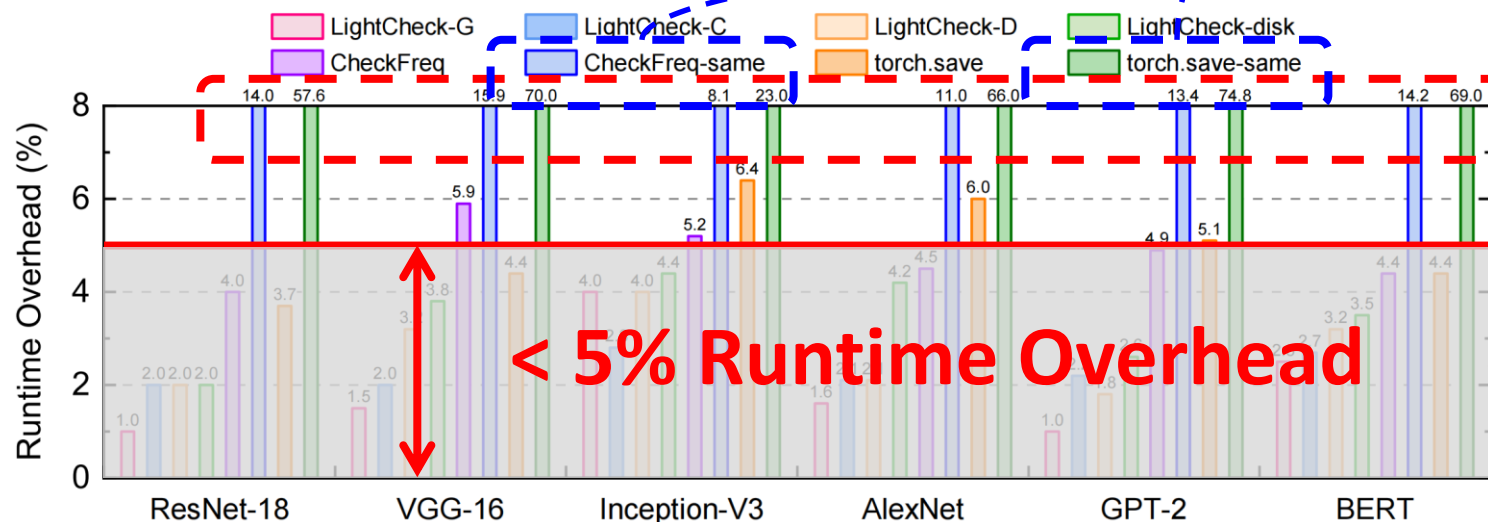 LightCheck-G LightCheck-C LightCheck-D LightCheck-disk
CheckFreq CheckFreq-same torch.save torch.save-same
Runtime Overhead (%)
8
6
4
2
0
14.0 57.6 15.9 70.0 8.1 23.0 11.0 66.0 13.4 74.8 14.2 69.0
5.9 5.2 6.4 6.0 4.9 5.1
1.0 2.0 2.0 2.0 4.0 3.7
1.5 2.0 3.8 4.4
4.0 4.0 4.4
1.6 4.2 4.5
1.0 1.8
3.2 3.5 4.4 4.4
< 5% Runtime Overhead
ResNet-18 VGG-16 Inception-V3 AlexNet GPT-2 BERT